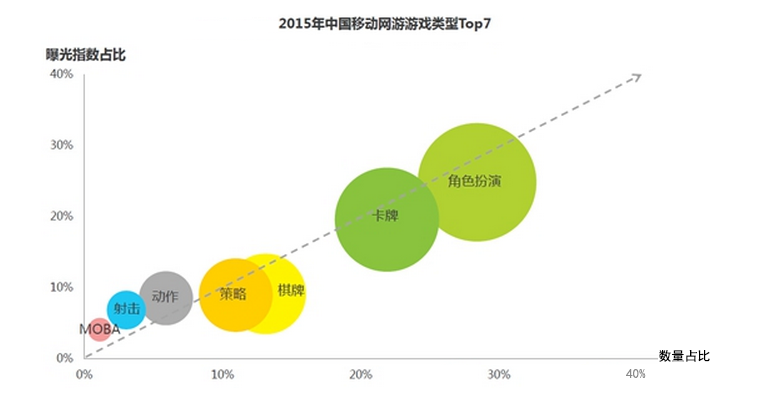 2015年中国移动网游游戏类型Top7
曝光指数占比
40%
30%
20%
10%
0%
角色扮演
卡牌
棋牌
策略
动作
射击
MOBA
数量占比
0%
10%
20%
30%
40%